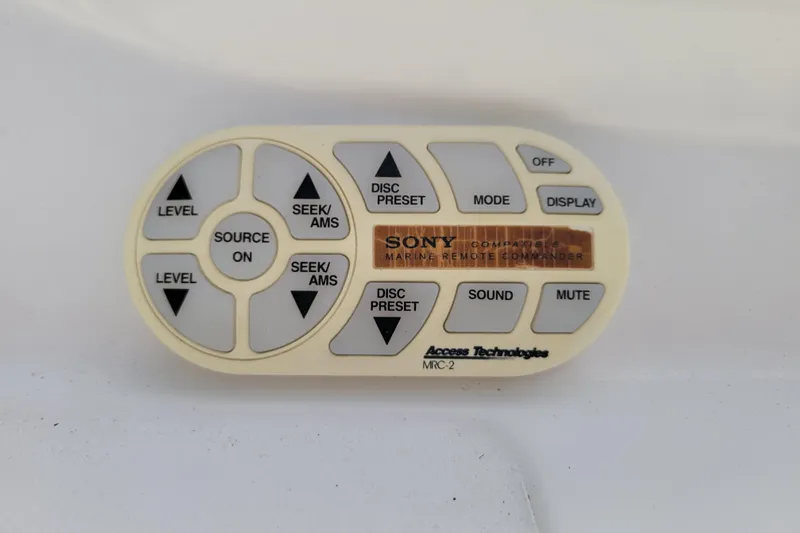 LEVEL
SEEK/
AMS
DISC
PRESET
MODE
OFF
DISPLAY
SOURCE
ON
SONY COMPATIBLE
MARINE REMOTE COMMANDER
LEVEL
SEEK/
AMS
DISC
PRESET
SOUND
MUTE
Access Technologies
MRC-2